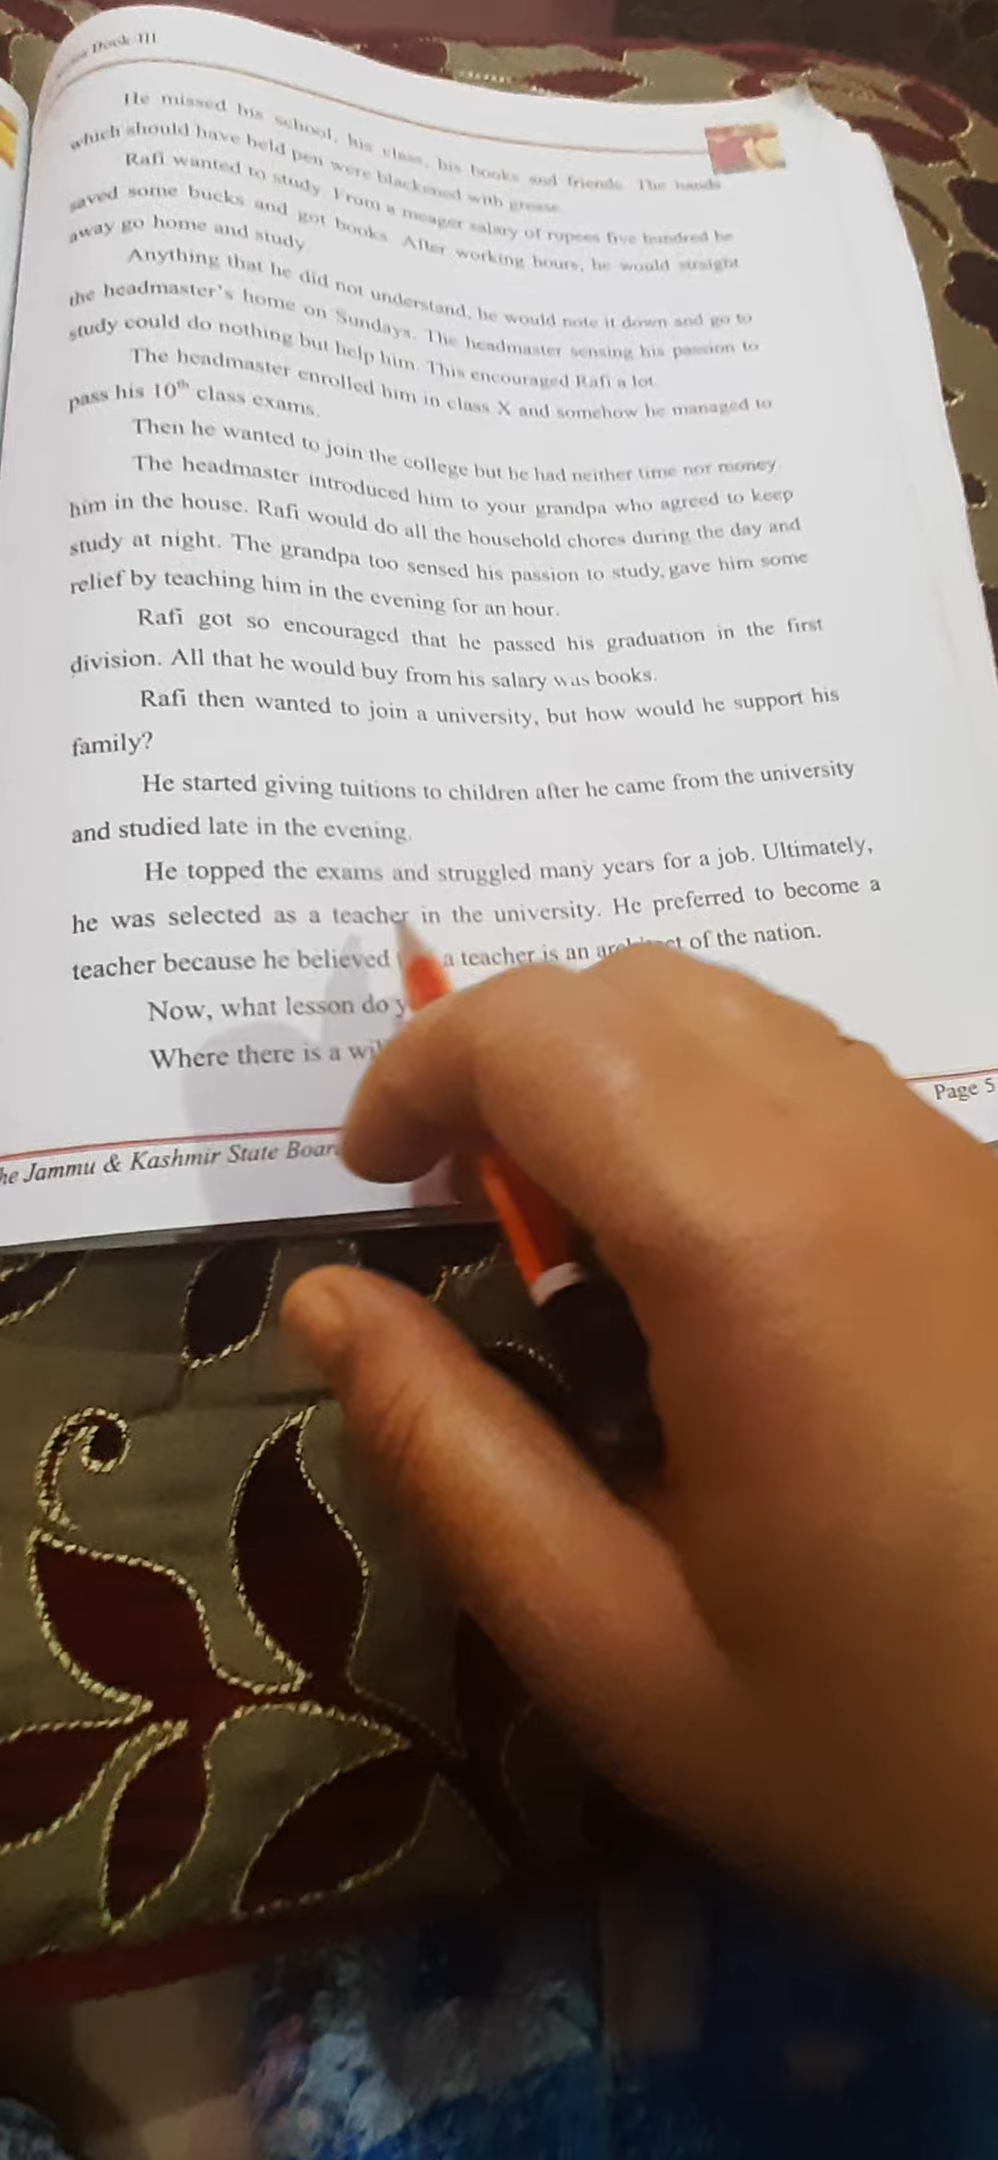 Book-III
He missed his school, his class, his books and friends. The hands
which should have held pen were blackened with grease.
Rafi wanted to study. From a meager salary of rupees five hundred he
saved some bucks and got books. After working hours, he would straight
away go home and study
Anything that he did not understand, he would note it down and go to
the headmaster's home on Sundays. The headmaster sensing his passion to
study could do nothing but help him. This encouraged Rafi a lot.
The headmaster enrolled him in class X and somehow he managed to
pass his 10th class exams.
Then he wanted to join the college but he had neither time nor money.
The headmaster introduced him to your grandpa who agreed to keep
him in the house. Rafi would do all the household chores during the day and
study at night. The grandpa too sensed his passion to study, gave him some
relief by teaching him in the evening for an hour.
Rafi got so encouraged that he passed his graduation in the first
division. All that he would buy from his salary was books.
Rafi then wanted to join a university, but how would he support his
family?
He started giving tuitions to children after he came from the university
and studied late in the evening.
He topped the exams and struggled many years for a job. Ultimately,
he was selected as a teacher in the university. He preferred to become a
teacher because he believed a teacher is an of the nation.
Now, what lesson do
Where there is a
Page 5
Jammu & Kashmir State